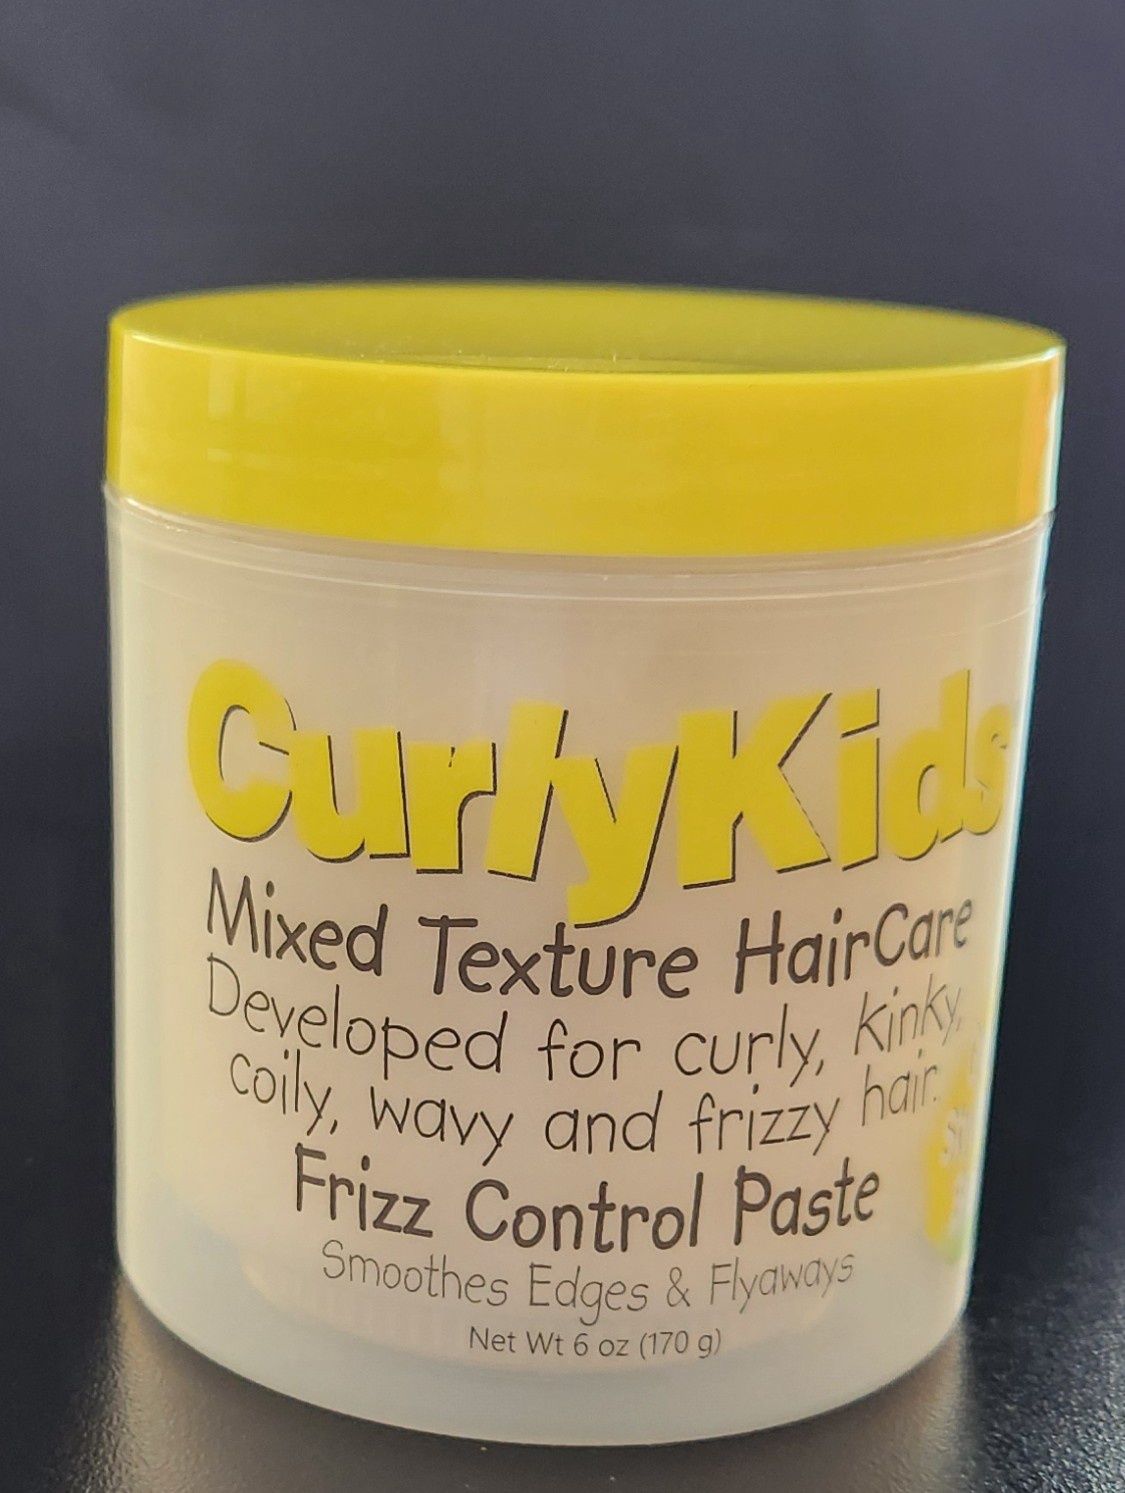 CurlyKids
Mixed Texture HairCare
Developed for curly, kinky,
coily, wavy and frizzy hair.
Frizz Control Paste
Smoothes Edges & Flyaways
Net Wt 6 oz (170 g)